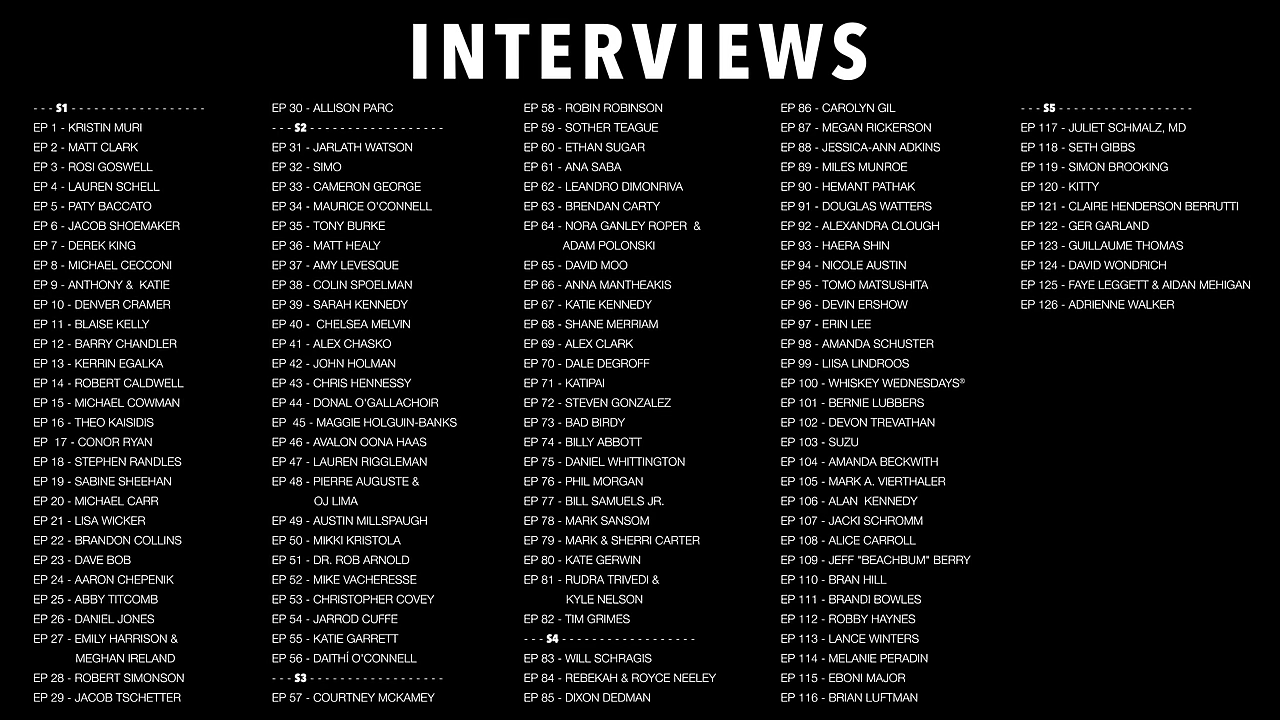 INTERVIEWS
- - - S1 - - - - - - - - - - - - - - - - - -
EP 1 - KRISTIN MURI
EP 2 - MATT CLARK
EP 3 - ROSI GOSWELL
EP 4 - LAUREN SCHELL
EP 5 - PATY BACCATO
EP 6 - JACOB SHOEMAKER
EP 7 - DEREK KING
EP 8 - MICHAEL CECCONI
EP 9 - ANTHONY & KATIE
EP 10 - DENVER CRAMER
EP 11 - BLAISE KELLY
EP 12 - BARRY CHANDLER
EP 13 - KERRIN EGALKA
EP 14 - ROBERT CALDWELL
EP 15 - MICHAEL COWMAN
EP 16 - THEO KAISIDIS
EP 17 - CONOR RYAN
EP 18 - STEPHEN RANDLES
EP 19 - SABINE SHEEHAN
EP 20 - MICHAEL CARR
EP 21 - LISA WICKER
EP 22 - BRANDON COLLINS
EP 23 - DAVE BOB
EP 24 - AARON CHEPENIK
EP 25 - ABBY TITCOMB
EP 26 - DANIEL JONES
EP 27 - EMILY HARRISON &
MEGHAN IRELAND
EP 28 - ROBERT SIMONSON
EP 29 - JACOB TSCHETTER
EP 30 - ALLISON PARC
- - - S2 - - - - - - - - - - - - - - - - - -
EP 31 - JARLATH WATSON
EP 32 - SIMO
EP 33 - CAMERON GEORGE
EP 34 - MAURICE O'CONNELL
EP 35 - TONY BURKE
EP 36 - MATT HEALY
EP 37 - AMY LEVESQUE
EP 38 - COLIN SPOELMAN
EP 39 - SARAH KENNEDY
EP 40 - CHELSEA MELVIN
EP 41 - ALEX CHASKO
EP 42 - JOHN HOLMAN
EP 43 - CHRIS HENNESSY
EP 44 - DONAL O'GALLACHOIR
EP 45 - MAGGIE HOLGUIN-BANKS
EP 46 - AVALON OONA HAAS
EP 47 - LAUREN RIGGLEMAN
EP 48 - PIERRE AUGUSTE &
OJ LIMA
EP 49 - AUSTIN MILLSPAUGH
EP 50 - MIKKI KRISTOLA
EP 51 - DR. ROB ARNOLD
EP 52 - MIKE VACHERESSE
EP 53 - CHRISTOPHER COVEY
EP 54 - JARROD CUFFE
EP 55 - KATIE GARRETT
EP 56 - DAITHÍ O'CONNELL
- - - S3 - - - - - - - - - - - - - - - - - -
EP 57 - COURTNEY MCKAMEY
EP 58 - ROBIN ROBINSON
EP 59 - SOTHER TEAGUE
EP 60 - ETHAN SUGAR
EP 61 - ANA SABA
EP 62 - LEANDRO DIMONRIVA
EP 63 - BRENDAN CARTY
EP 64 - NORA GANLEY ROPER &
ADAM POLONSKI
EP 65 - DAVID MOO
EP 66 - ANNA MANTHEAKIS
EP 67 - KATIE KENNEDY
EP 68 - SHANE MERRIAM
EP 69 - ALEX CLARK
EP 70 - DALE DEGROFF
EP 71 - KATIPAI
EP 72 - STEVEN GONZALEZ
EP 73 - BAD BIRDY
EP 74 - BILLY ABBOTT
EP 75 - DANIEL WHITTINGTON
EP 76 - PHIL MORGAN
EP 77 - BILL SAMUELS JR.
EP 78 - MARK SANSOM
EP 79 - MARK & SHERRI CARTER
EP 80 - KATE GERWIN
EP 81 - RUDRA TRIVEDI &
KYLE NELSON
EP 82 - TIM GRIMES
- - - S4 - - - - - - - - - - - - - - - - - -
EP 83 - WILL SCHRAGIS
EP 84 - REBEKAH & ROYCE NEELEY
EP 85 - DIXON DEDMAN
EP 86 - CAROLYN GIL
EP 87 - MEGAN RICKERSON
EP 88 - JESSICA-ANN ADKINS
EP 89 - MILES MUNROE
EP 90 - HEMANT PATHAK
EP 91 - DOUGLAS WATTERS
EP 92 - ALEXANDRA CLOUGH
EP 93 - HAERA SHIN
EP 94 - NICOLE AUSTIN
EP 95 - TOMO MATSUSHITA
EP 96 - DEVIN ERSHOW
EP 97 - ERIN LEE
EP 98 - AMANDA SCHUSTER
EP 99 - LIISA LINDROOS
EP 100 - WHISKEY WEDNESDAYS®
EP 101 - BERNIE LUBBERS
EP 102 - DEVON TREVATHAN
EP 103 - SUZU
EP 104 - AMANDA BECKWITH
EP 105 - MARK A. VIERTHALER
EP 106 - ALAN KENNEDY
EP 107 - JACKI SCHROMM
EP 108 - ALICE CARROLL
EP 109 - JEFF "BEACHBUM" BERRY
EP 110 - BRAN HILL
EP 111 - BRANDI BOWLES
EP 112 - ROBBY HAYNES
EP 113 - LANCE WINTERS
EP 114 - MELANIE PERADIN
EP 115 - EBONI MAJOR
EP 116 - BRIAN LUFTMAN
- - - S5 - - - - - - - - - - - - - - - - - -
EP 117 - JULIET SCHMALZ, MD
EP 118 - SETH GIBBS
EP 119 - SIMON BROOKING
EP 120 - KITTY
EP 121 - CLAIRE HENDERSON BERRUTTI
EP 122 - GER GARLAND
EP 123 - GUILLAUME THOMAS
EP 124 - DAVID WONDRICH
EP 125 - FAYE LEGGETT & AIDAN MEHIGAN
EP 126 - ADRIENNE WALKER